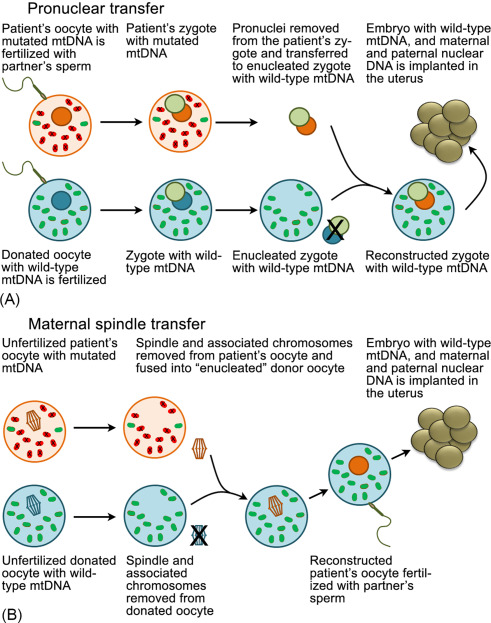 Pronuclear transfer
Patient's oocyte with
mutated mtDNA is
fertilized with
partner's sperm
Patient's zygote
with mutated
mtDNA
Pronuclei removed
from the patient's zy-
gote and transferred
to enucleated zygote
with wild-type mtDNA
Embryo with wild-type
mtDNA, and maternal
and paternal nuclear
DNA is implanted in
the uterus
X
Donated oocyte
with wild-type
mtDNA is fertilized
Zygote with wild-
type mtDNA
Enucleated zygote
with wild-type mtDNA
Reconstructed zygote
with wild-type mtDNA
(A)
Maternal spindle transfer
Unfertilized patient's
oocyte with mutated
mtDNA
Spindle and associated chromosomes
removed from patient's oocyte and
fused into “enucleated” donor oocyte
Embryo with wild-type
mtDNA, and maternal
and paternal nuclear
DNA is implanted in
the uterus
X
Unfertilized donated
oocyte with wild-
type mtDNA
Spindle and
associated
chromosomes
removed from
donated oocyte
Reconstructed
patient's oocyte fertil-
ized with partner's
sperm
(B)